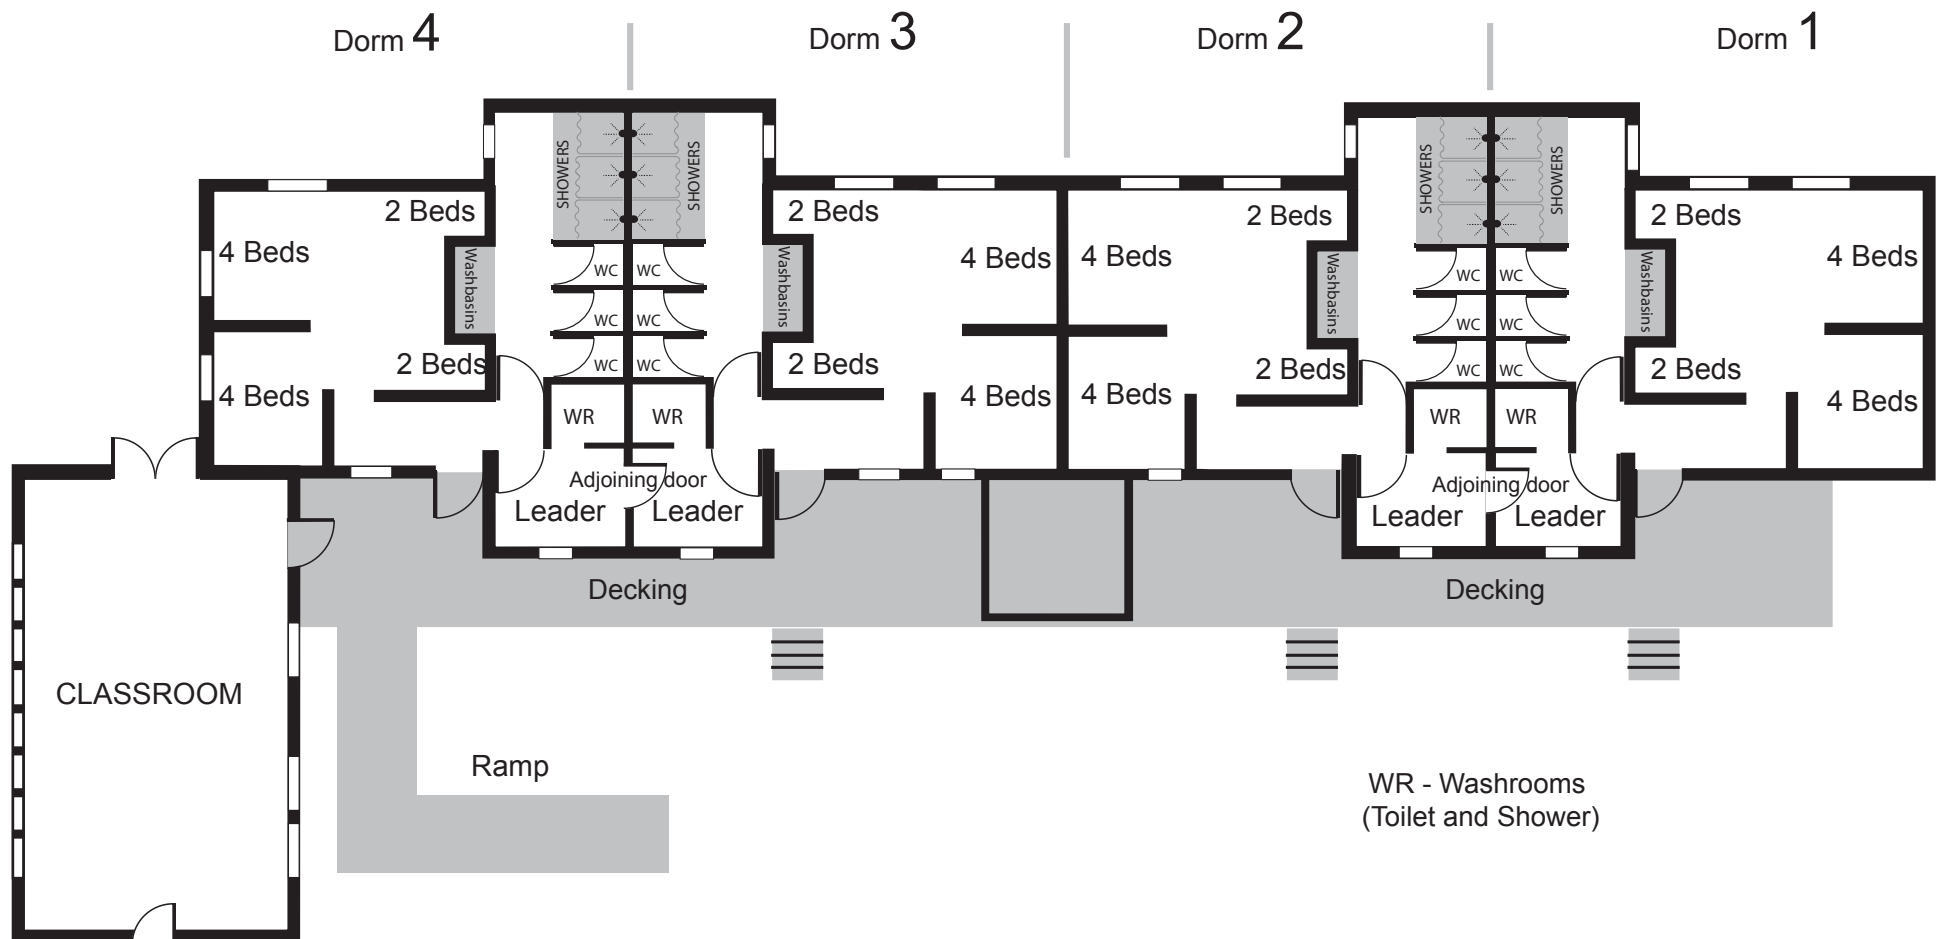 Dorm 4
Dorm 3
Dorm 2
Dorm 1
SHOWERS
SHOWERS
SHOWERS
SHOWERS
2 Beds
2 Beds
2 Beds
2 Beds
4 Beds
4 Beds
4 Beds
4 Beds
Washbasins
Washbasins
Washbasins
Washbasins
WC
WC
WC
WC
WC
WC
WC
WC
WC
WC
WC
WC
2 Beds
2 Beds
2 Beds
2 Beds
4 Beds
4 Beds
4 Beds
4 Beds
WR
WR
WR
WR
Adjoining door
Adjoining door
Leader
Leader
Leader
Leader
Decking
Decking
CLASSROOM
Ramp
WR - Washrooms
(Toilet and Shower)